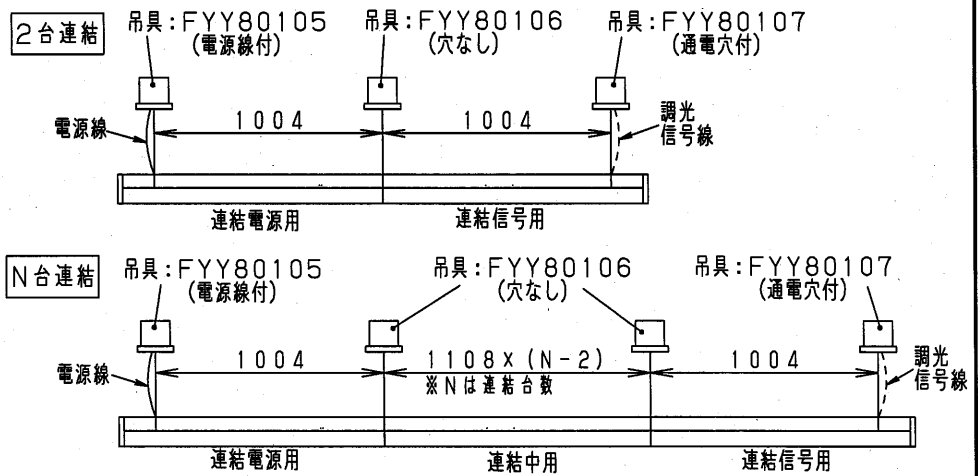 2台連結
吊具:FYY80105
(電源線付)
吊具:FYY80106
(穴なし)
吊具:FYY80107
(通電穴付)
電源線
1004
1004
調光
信号線
連結電源用
連結信号用
N台連結
吊具:FYY80105
(電源線付)
吊具:FYY80106
(穴なし)
吊具:FYY80107
(通電穴付)
電源線
1004
1108×(N-2)
※Nは連結台数
1004
調光
信号線
連結電源用
連結中用
連結信号用